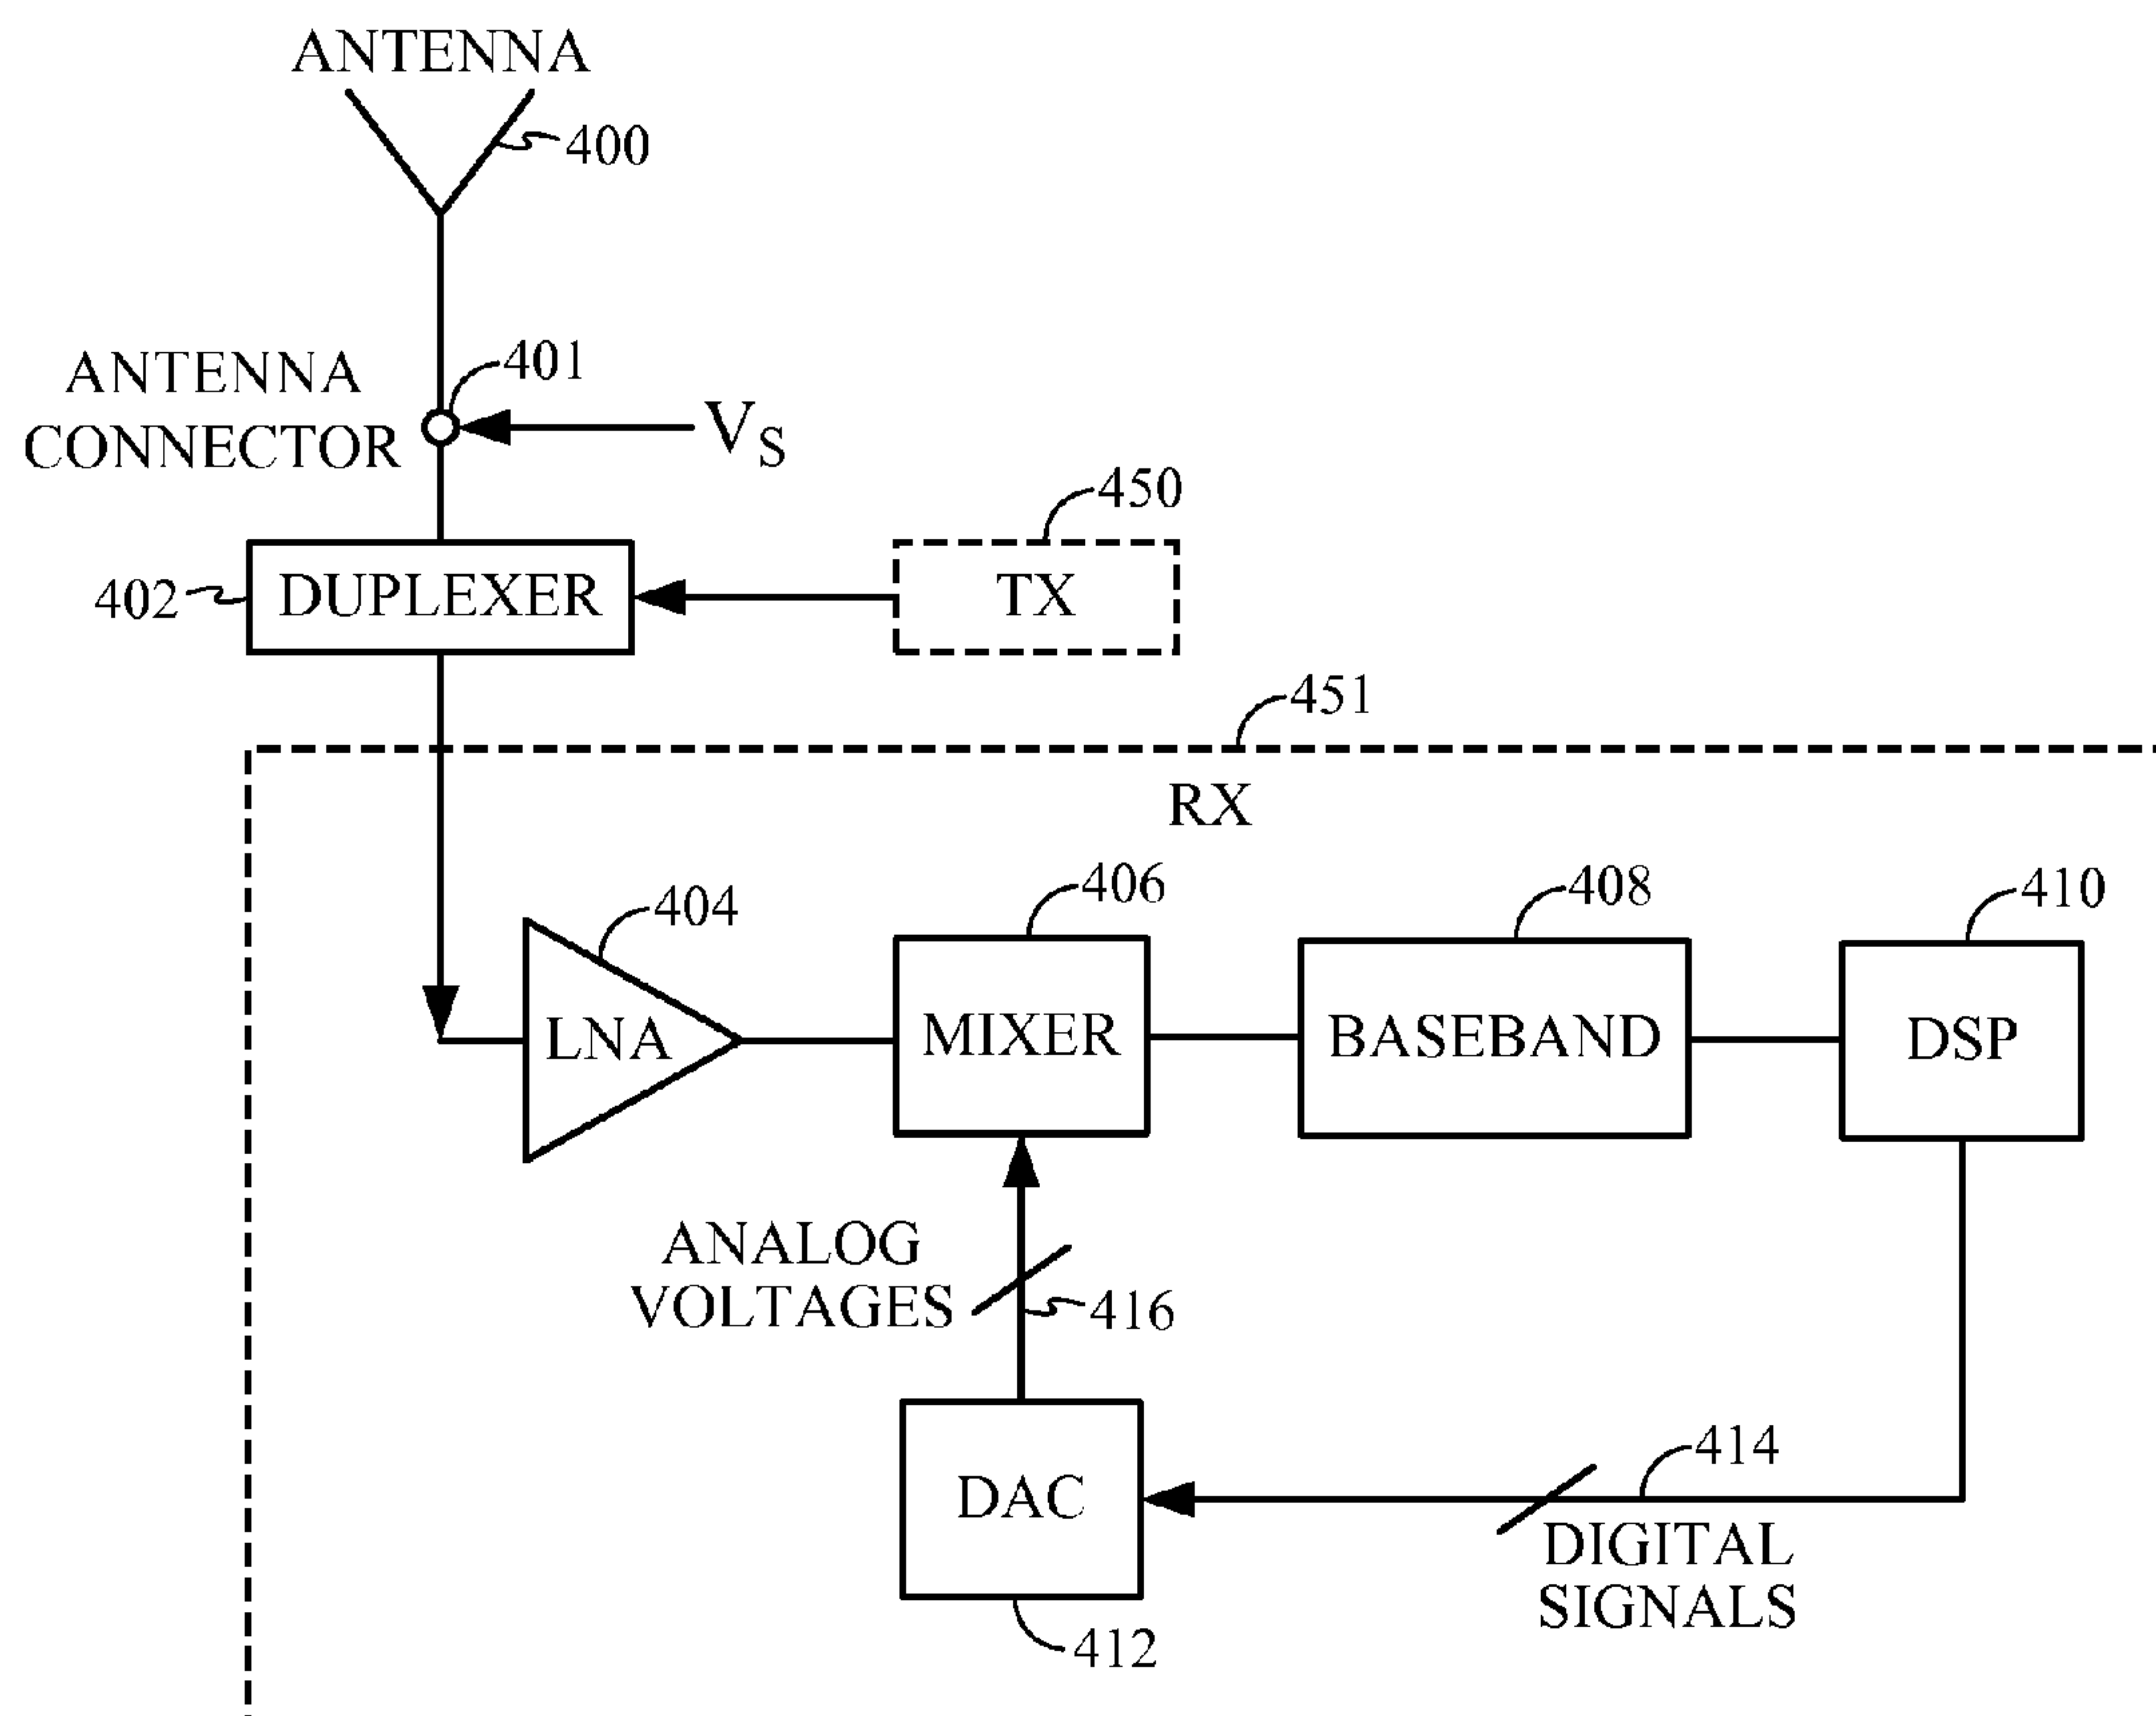 ANTENNA
400
401
ANTENNA
CONNECTOR
VS
450
402
DUPLEXER
TX
451
RX
404
406
408
410
LNA
MIXER
BASEBAND
DSP
ANALOG
VOLTAGES
416
414
DAC
DIGITAL
SIGNALS
412